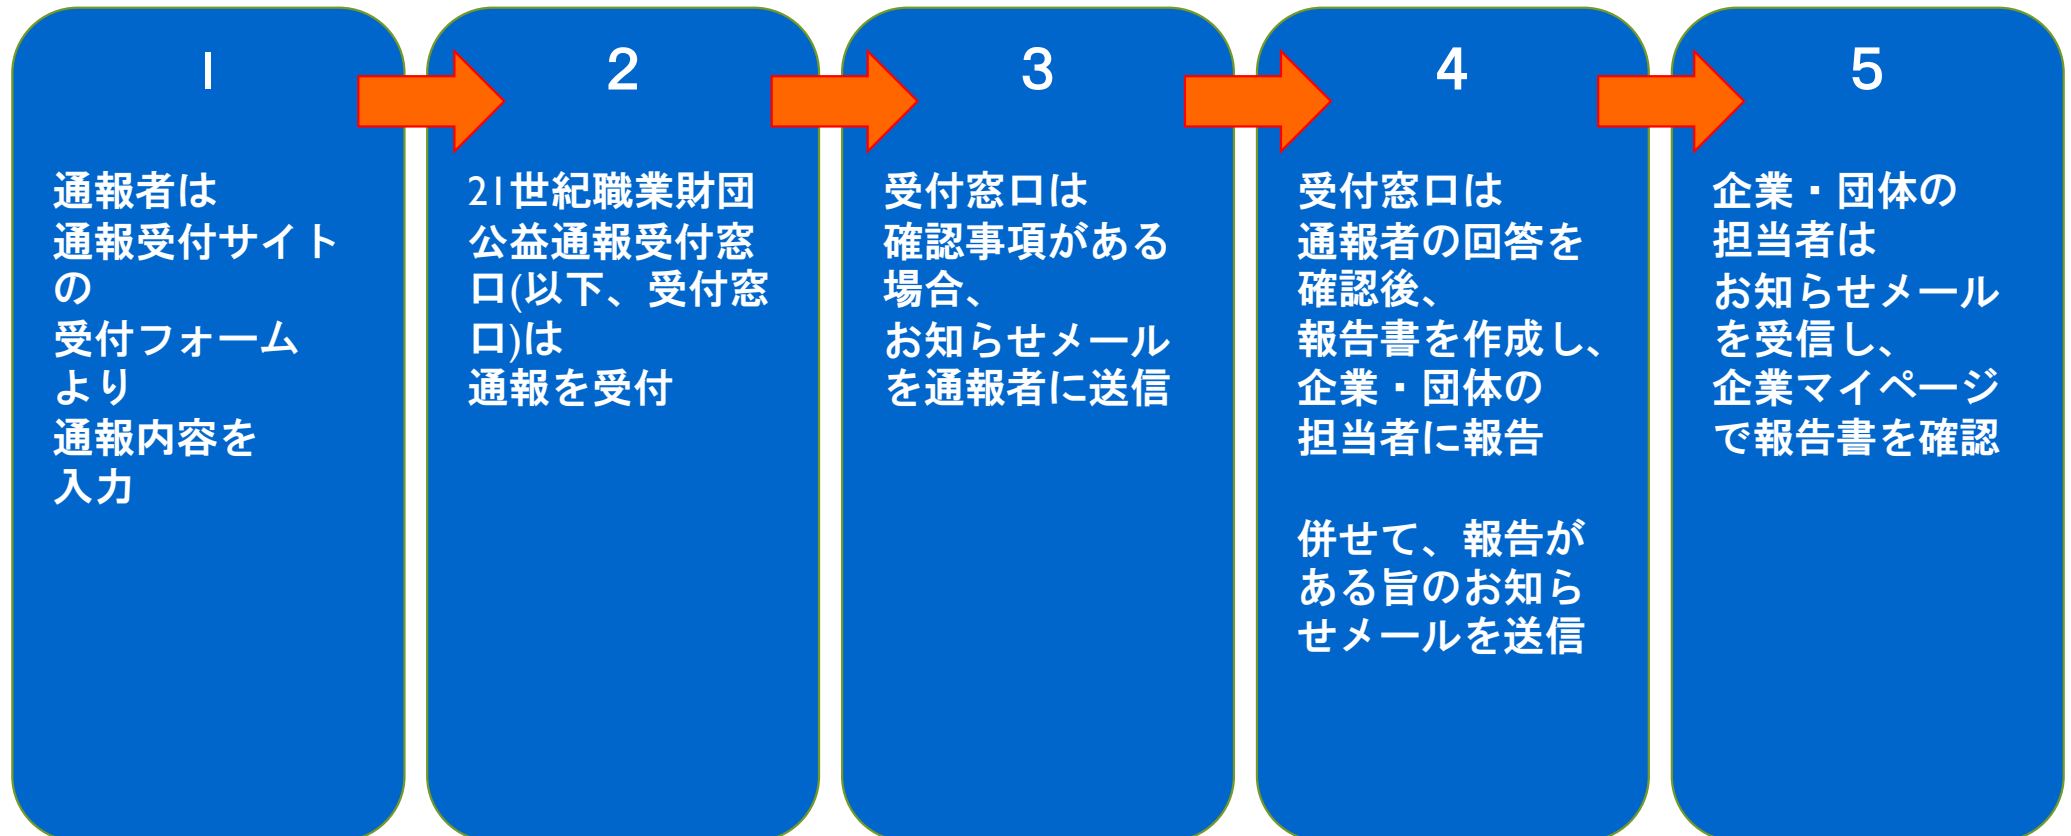 1
通報者は
通報受付サイト
の
受付フォーム
より
通報内容を
入力
2
21世紀職業財団
公益通報受付窓
口(以下、受付窓
口)は
通報を受付
3
受付窓口は
確認事項がある
場合、
お知らせメール
を通報者に送信
4
受付窓口は
通報者の回答を
確認後、
報告書を作成し、
企業・団体の
担当者に報告
併せて、報告が
ある旨のお知ら
せメールを送信
5
企業・団体の
担当者は
お知らせメール
を受信し、
企業マイページ
で報告書を確認